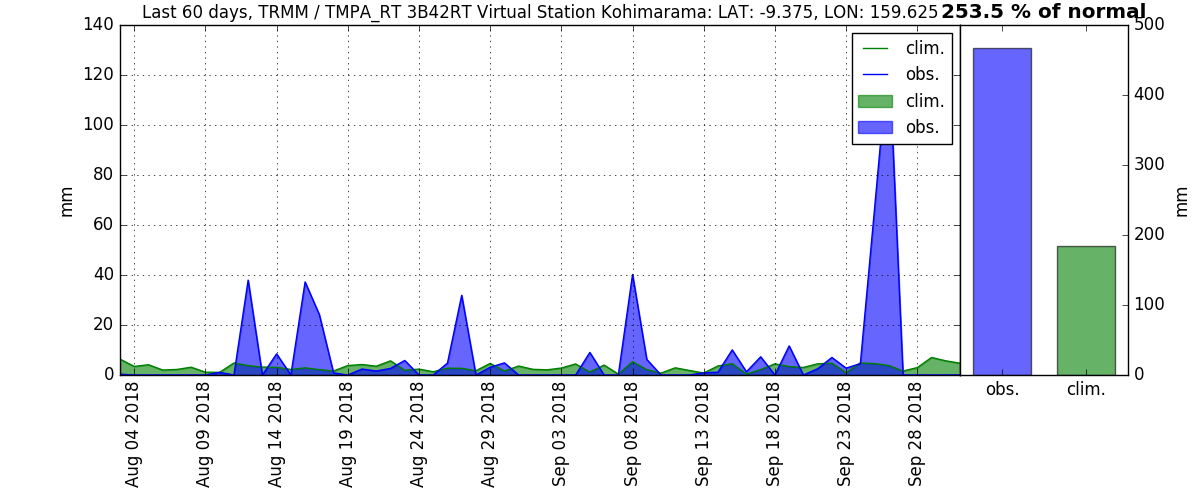 Last 60 days, TRMM / TMPA_RT 3B42RT Virtual Station Kohimarama: LAT: -9.375, LON: 159.625
253.5 % of normal
140
120
100
80
60
40
20
0
mm
clim.
obs.
clim.
obs.
Aug 04 2018
Aug 09 2018
Aug 14 2018
Aug 19 2018
Aug 24 2018
Aug 29 2018
Sep 03 2018
Sep 08 2018
Sep 13 2018
Sep 18 2018
Sep 23 2018
Sep 28 2018
500
400
300
200
100
0
mm
obs.
clim.